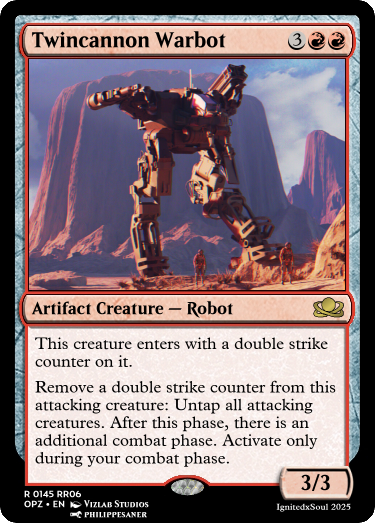 Twincannon Warbot 3
Artifact Creature — Robot
This creature enters with a double strike
counter on it.
Remove a double strike counter from this
attacking creature: Untap all attacking
creatures. After this phase, there is an
additional combat phase. Activate only
during your combat phase.
3/3
R 0145 RR06
OPZ • EN VIZLAB STUDIOS
PHILIPPESANER
IgnitedxSoul 2025